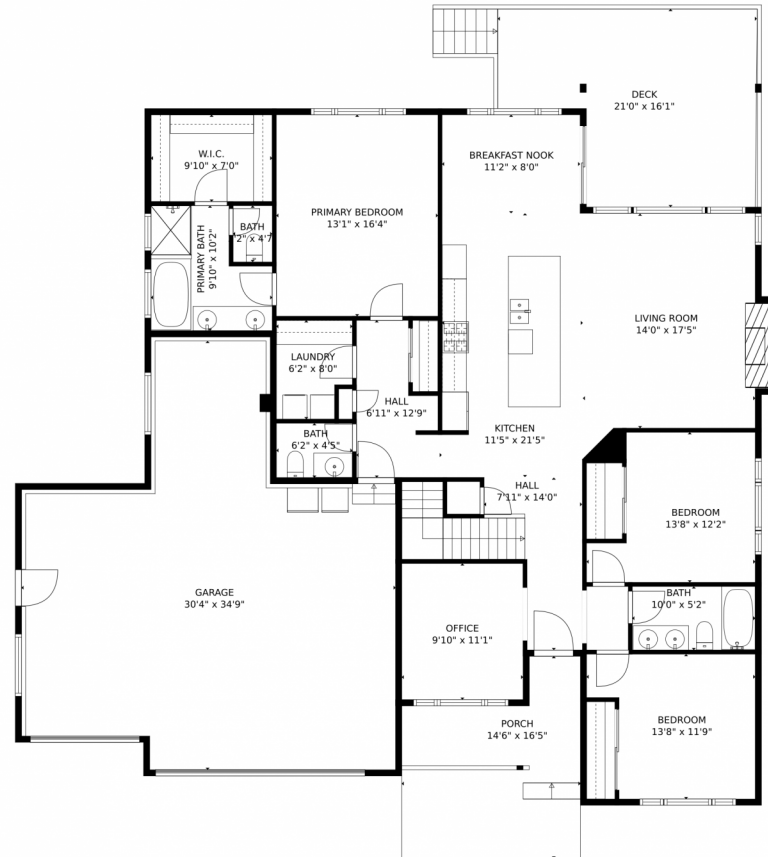 DECK
21'0" x 16'1"
W.I.C.
9'10" x 7'0"
BREAKFAST NOOK
11'2" x 8'0"
PRIMARY BEDROOM
13'1" x 16'4"
BATH
2" x 4'7
PRIMARY BATH
9'10" x 10'2"
LIVING ROOM
14'0" x 17'5"
LAUNDRY
6'2" x 8'0"
HALL
6'11" x 12'9"
KITCHEN
11'5" x 21'5"
BATH
6'2" x 4'5"
HALL
7'11" x 14'0"
BEDROOM
13'8" x 12'2"
GARAGE
30'4" x 34'9"
BATH
10'0" x 5'2"
OFFICE
9'10" x 11'1"
PORCH
14'6" x 16'5"
BEDROOM
13'8" x 11'9"